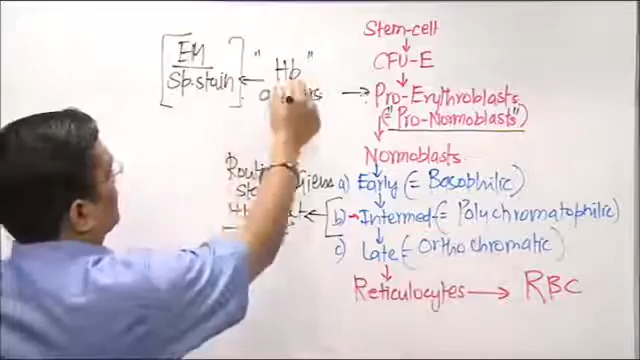 Stem-cell
CFU-E
EM
Sp.stain
"Hb"
Pro-Erythroblasts
(="Pro-Normoblasts")
Normoblasts
a) Early (= Basophilic)
b) Intermed (= Polychromatophilic)
c) Late (= Orthochromatic)
Reticulocytes → RBC